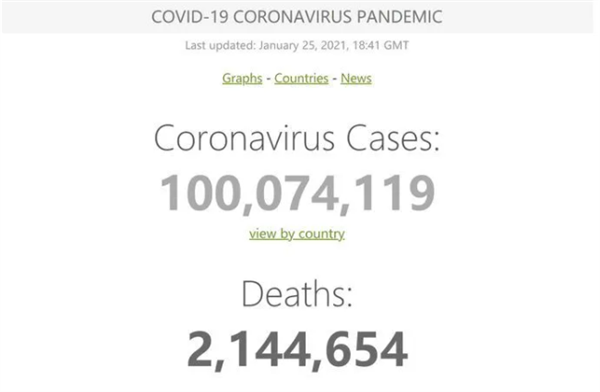 COVID-19 CORONAVIRUS PANDEMIC
Last updated: January 25, 2021, 18:41 GMT
Graphs - Countries - News
Coronavirus Cases:
100,074,119
view by country
Deaths:
2,144,654